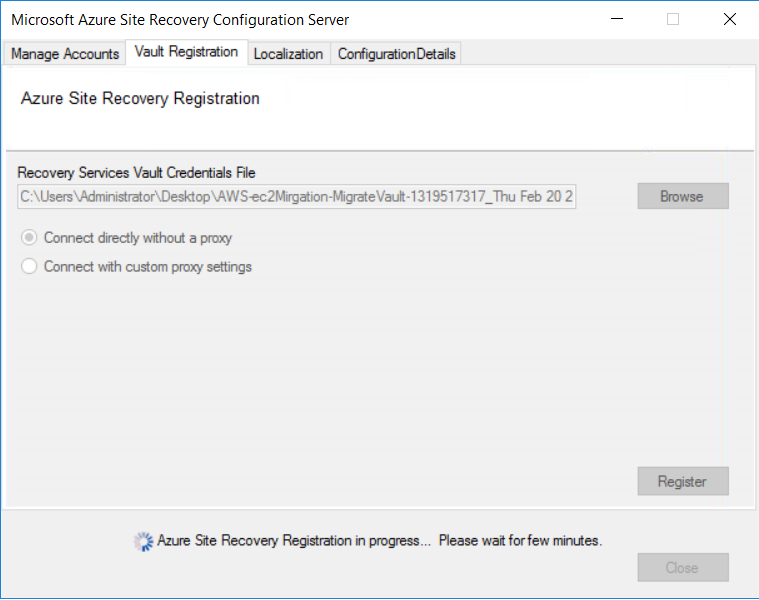 Microsoft Azure Site Recovery Configuration Server
Manage Accounts Vault Registration Localization ConfigurationDetails
Azure Site Recovery Registration
Recovery Services Vault Credentials File
C:\Users\Administrator\Desktop\AWS-ec2Mirgation-MigrateVault-1319517317_Thu Feb 20 2 Browse
Connect directly without a proxy
Connect with custom proxy settings
Register
Azure Site Recovery Registration in progress... Please wait for few minutes.
Close